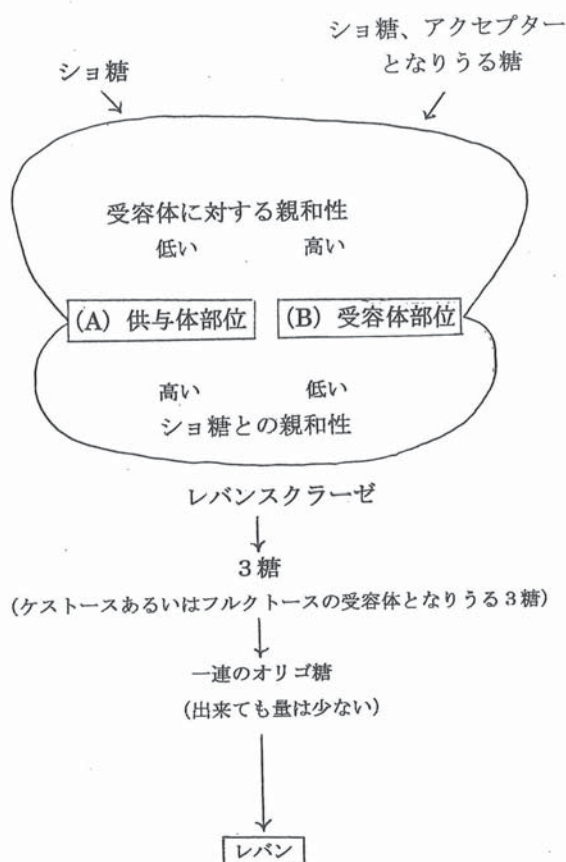 ショ糖、アクセプター
となりうる糖
ショ糖
受容体に対する親和性
低い 高い
(A) 供与体部位 (B) 受容体部位
高い 低い
ショ糖との親和性
レバンスクラーゼ
3糖
(ケストースあるいはフルクトースの受容体となりうる3糖)
一連のオリゴ糖
(出来ても量は少ない)
レバン